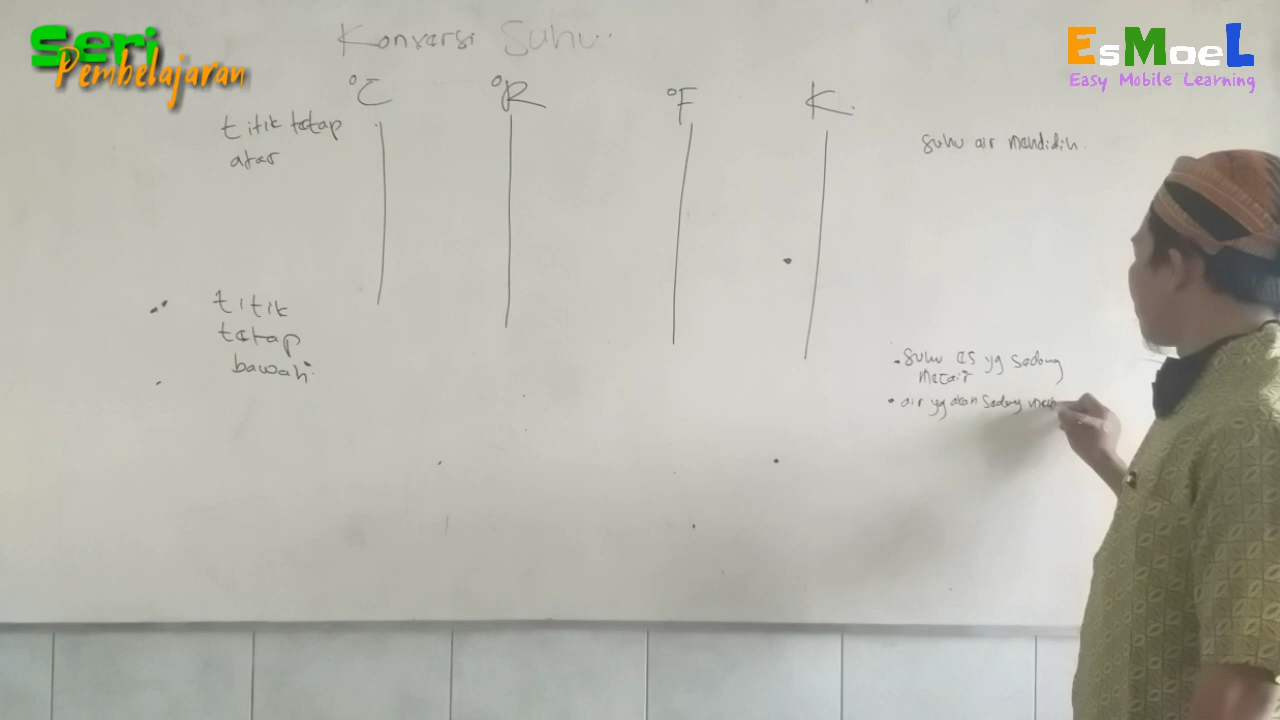 Seri
Pembelajaran
EsMoeL
Easy Mobile Learning
Konversi Suhu
°C °R °F K
titik tetap
atas
suhu air mendidih
titik
tetap
bawah
• suhu es yg sedang
mencair
• air yg akan sedang